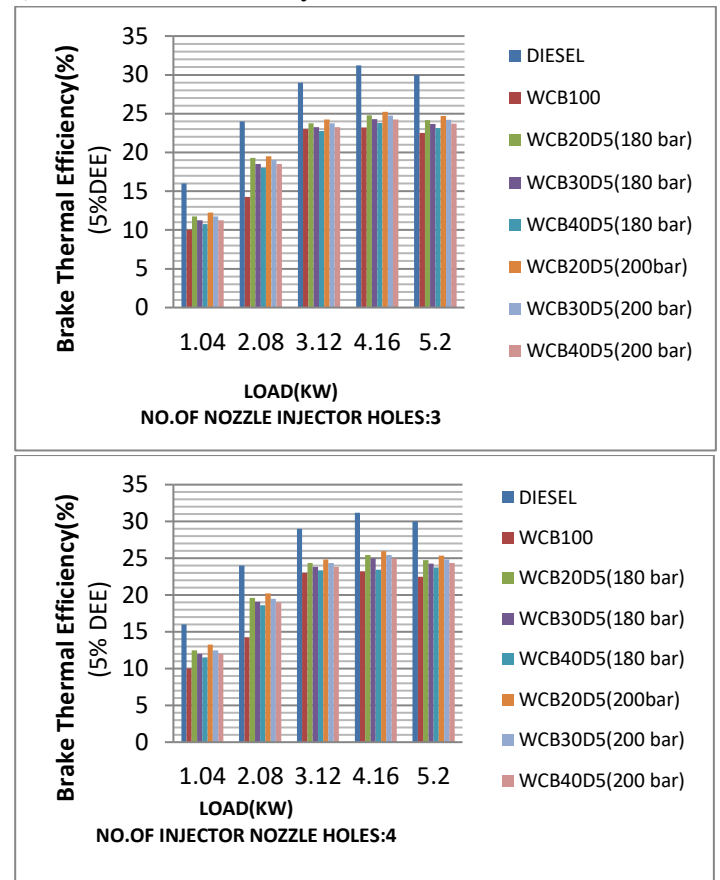 35
30
25
20
15
10
5
0
Brake Thermal Efficiency(%)
(5%DEE)
1.04 2.08 3.12 4.16 5.2
LOAD(KW)
NO.OF NOZZLE INJECTOR HOLES:3
DIESEL
WCB100
WCB20D5(180 bar)
WCB30D5(180 bar)
WCB40D5(180 bar)
WCB20D5(200bar)
WCB30D5(200 bar)
WCB40D5(200 bar)
35
30
25
20
15
10
5
0
Brake Thermal Efficiency(%)
(5% DEE)
1.04 2.08 3.12 4.16 5.2
LOAD(KW)
NO.OF INJECTOR NOZZLE HOLES:4
DIESEL
WCB100
WCB20D5(180 bar)
WCB30D5(180 bar)
WCB40D5(180 bar)
WCB20D5(200bar)
WCB30D5(200 bar)
WCB40D5(200 bar)